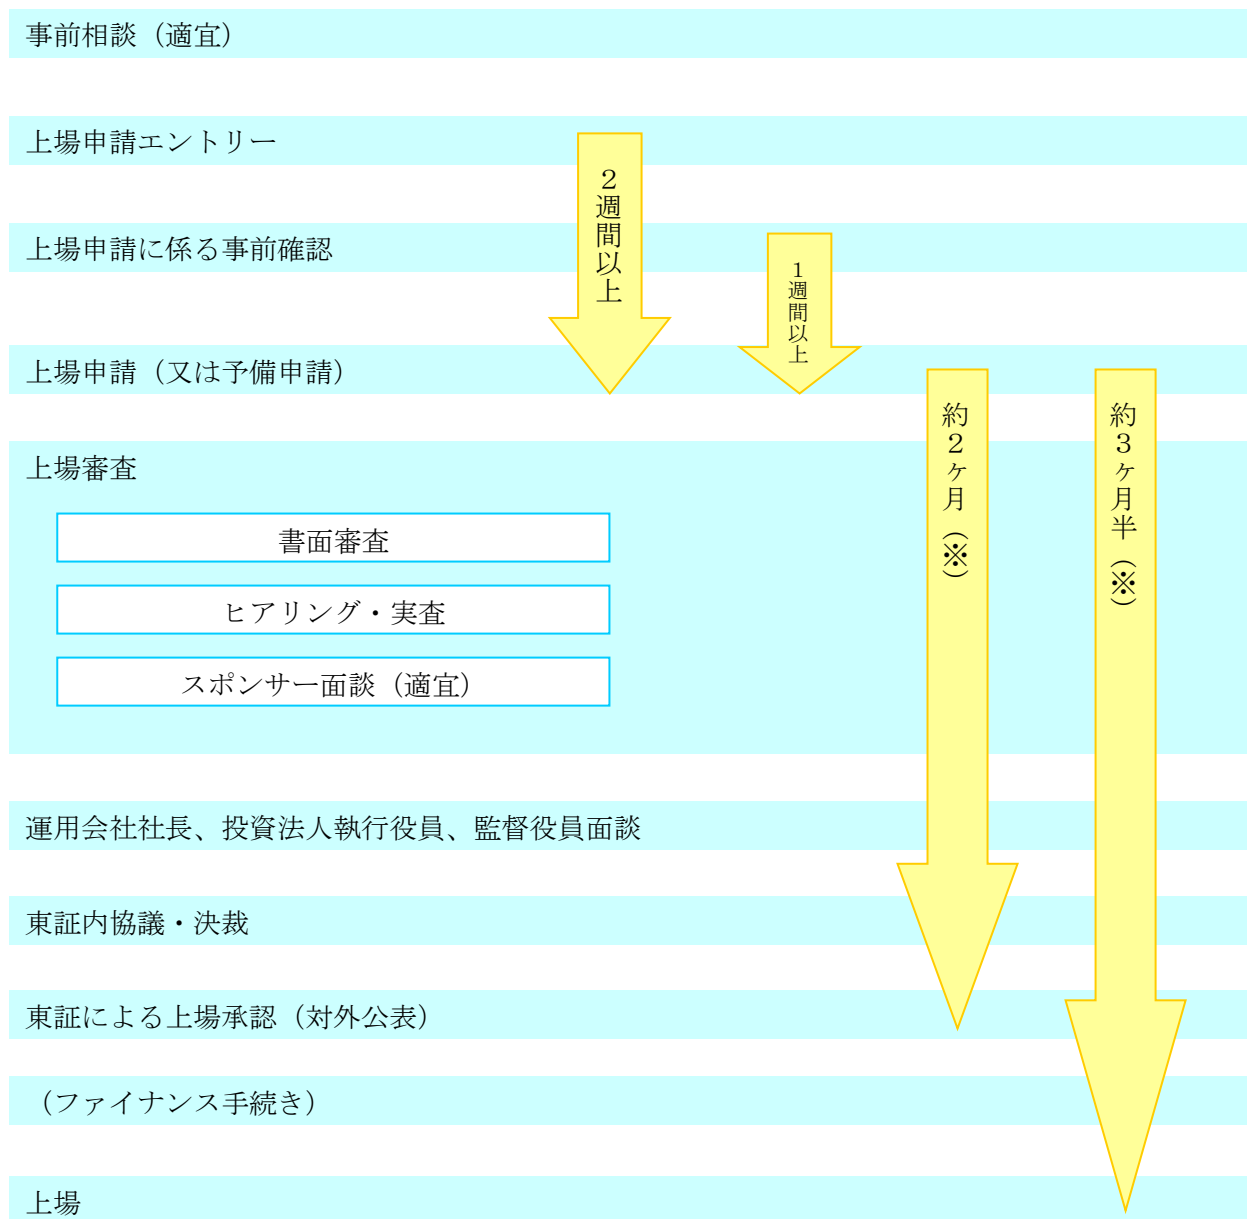 事前相談（適宜）
上場申請エントリー
２週間以上
上場申請に係る事前確認
１週間以上
上場申請（又は予備申請）
約２ヶ月（※）
約３ヶ月半（※）
上場審査
書面審査
ヒアリング・実査
スポンサー面談（適宜）
運用会社社長、投資法人執行役員、監督役員面談
東証内協議・決裁
東証による上場承認（対外公表）
（ファイナンス手続き）
上場